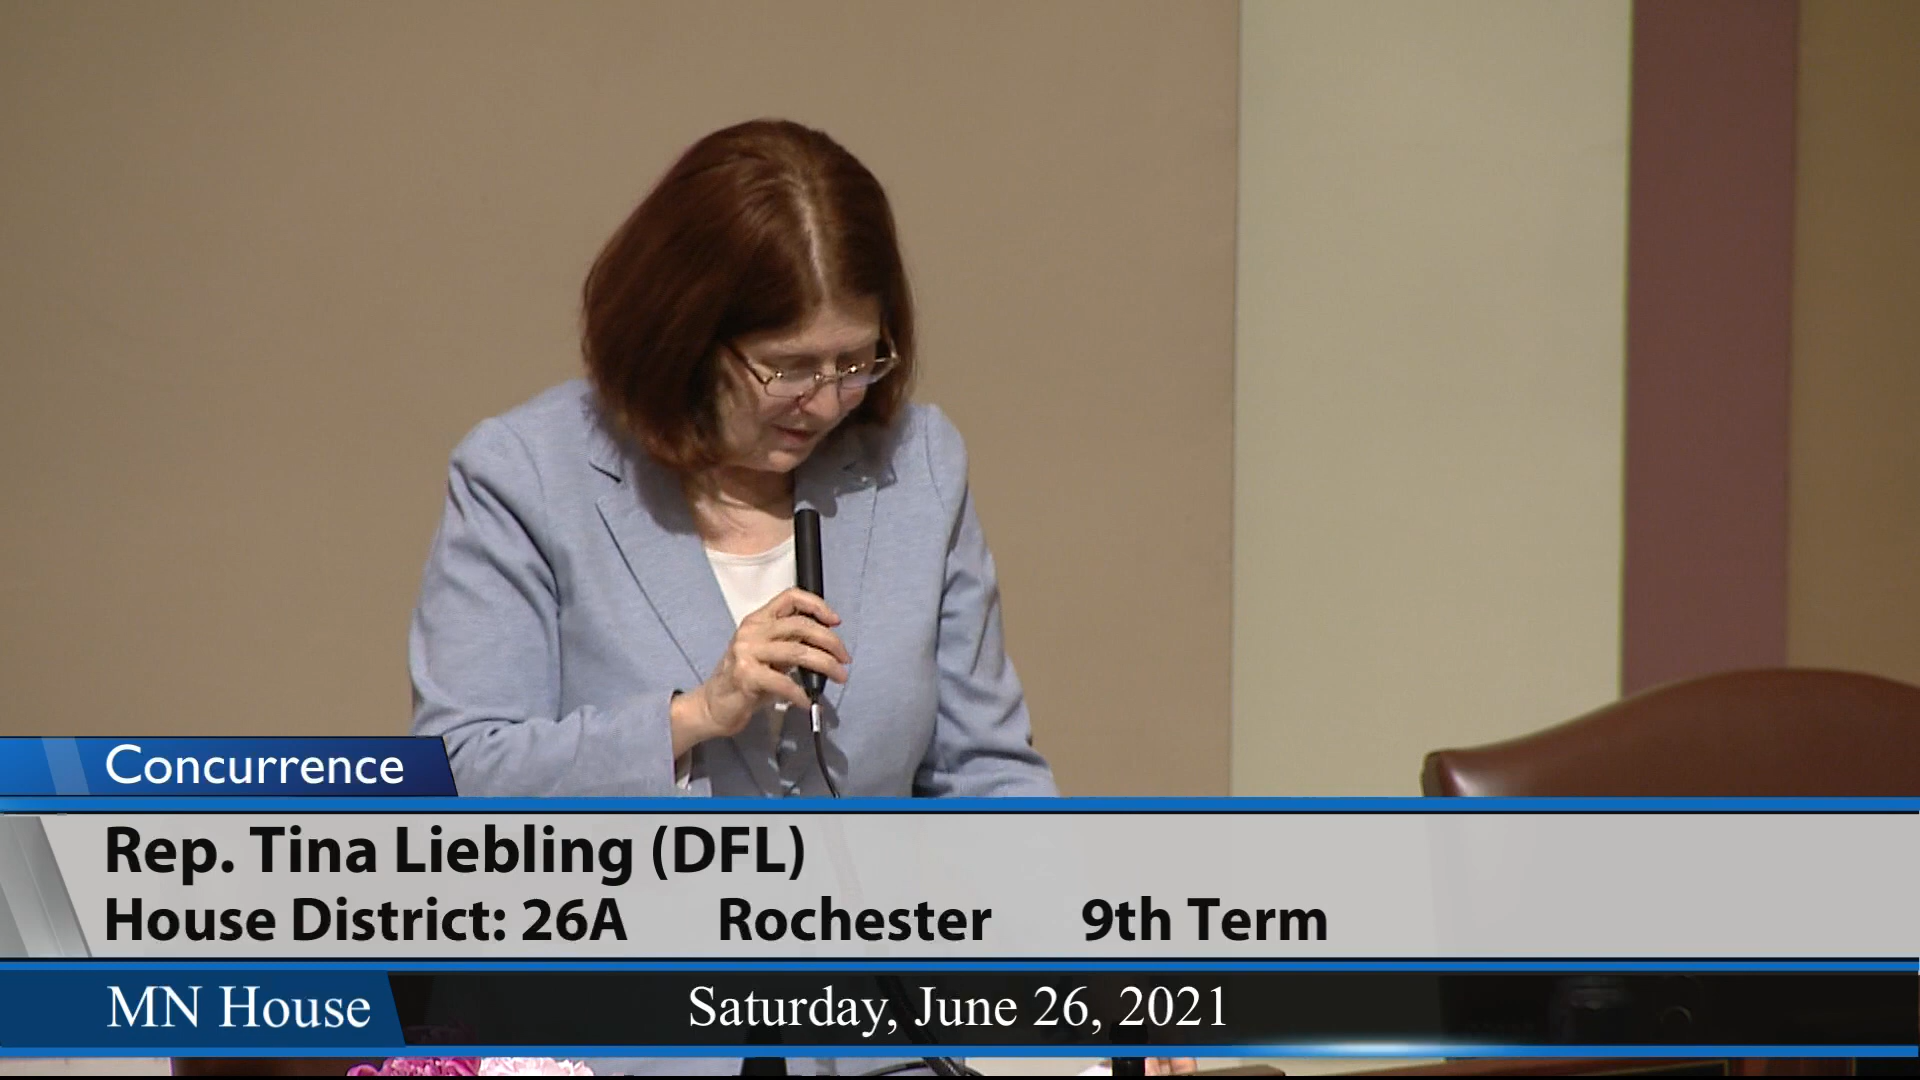 Concurrence
Rep. Tina Liebling (DFL)
House District: 26A Rochester 9th Term
MN House Saturday, June 26, 2021